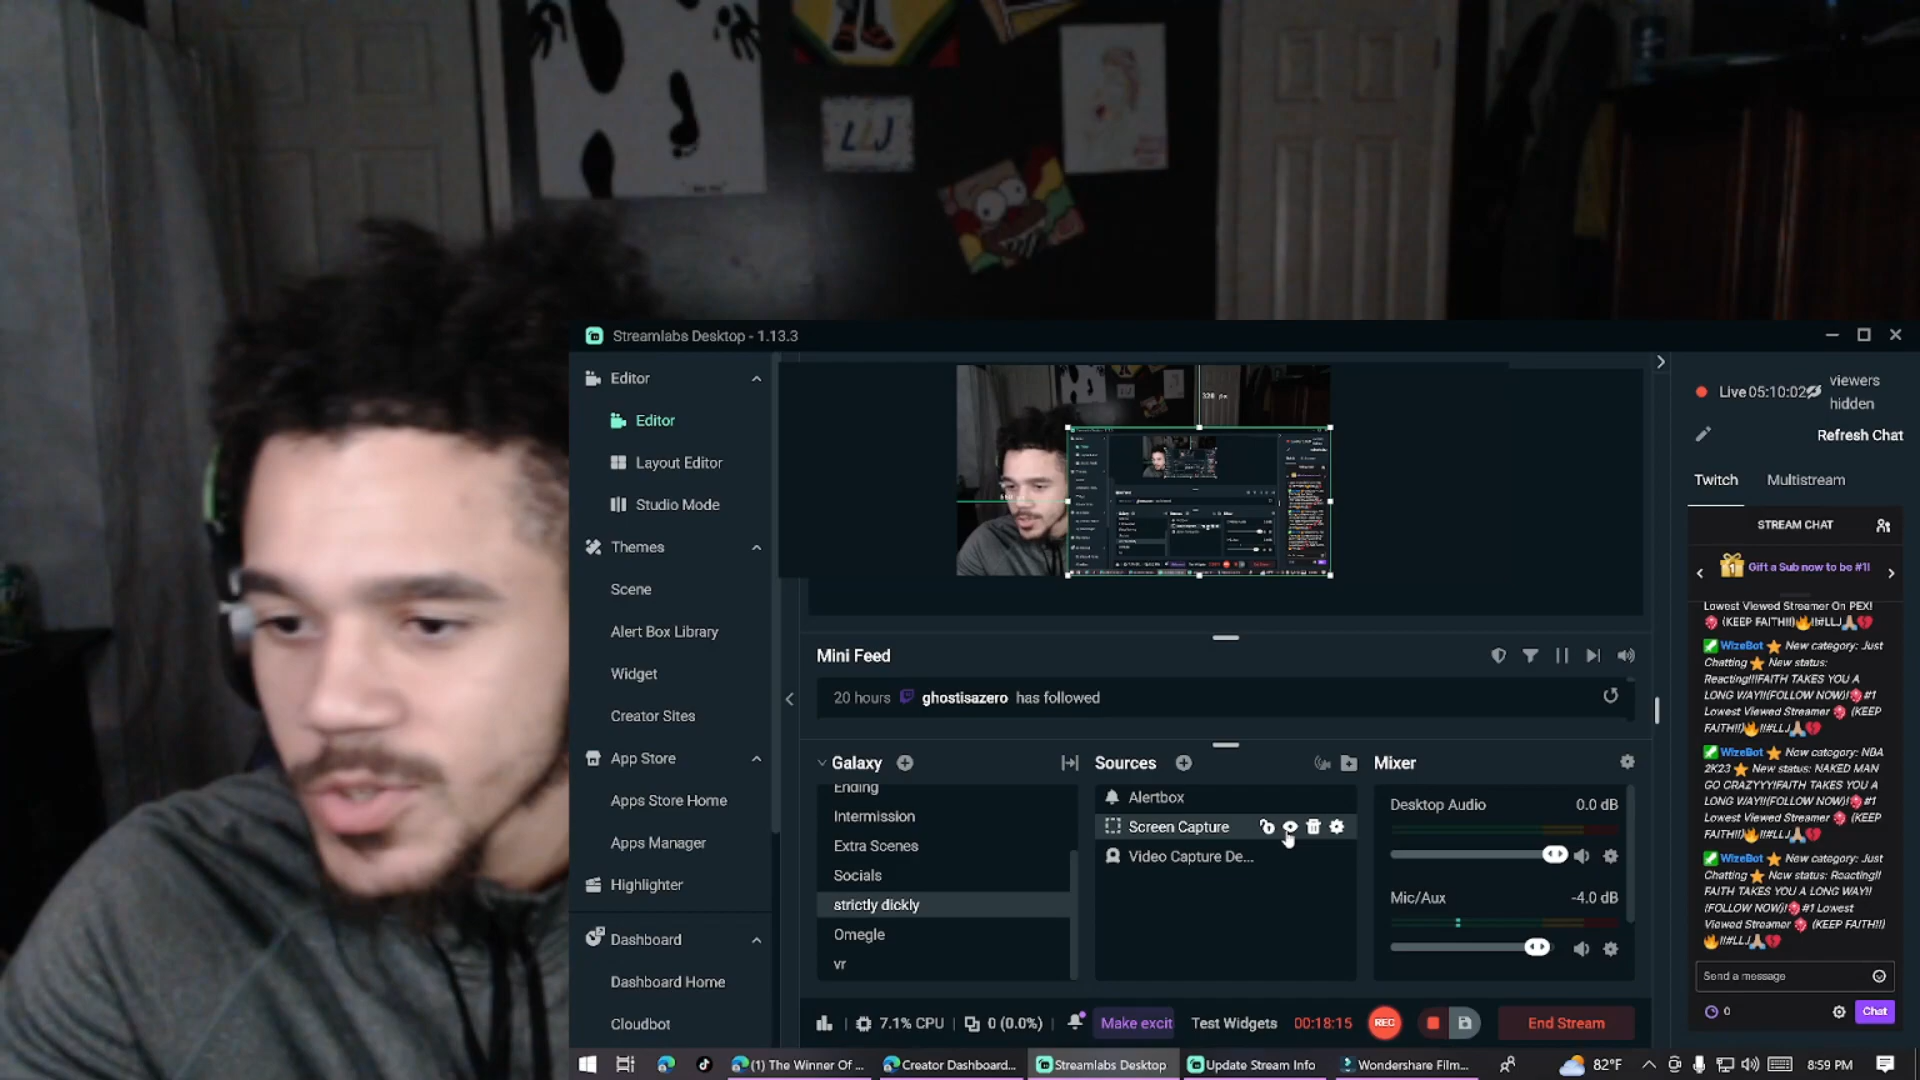 LLJ
Streamlabs Desktop - 1.13.3
Editor
Editor
Layout Editor
Studio Mode
Themes
Scene
Alert Box Library
Widget
Creator Sites
App Store
Apps Store Home
Apps Manager
Highlighter
Dashboard
Dashboard Home
Cloudbot
320 px
Mini Feed
20 hours ghostisazero has followed
Galaxy
Ending
Intermission
Extra Scenes
Socials
strictly dickly
Omegle
vr
Sources
Alertbox
Screen Capture
Video Capture De...
Mixer
Desktop Audio 0.0 dB
Mic/Aux -4.0 dB
7.1% CPU 0 (0.0%) Make excit Test Widgets 00:18:15 REC End Stream
Live 05:10:02 viewers
hidden
Refresh Chat
Twitch Multistream
STREAM CHAT
1 Gift a Sub now to be #1!
Lowest Viewed Streamer On PEX!
(KEEP FAITH!!)🔥!!#LLJ🙏🏼💔
WizeBot ⭐ New category: Just
Chatting ⭐ New status:
Reacting!!!FAITH TAKES YOU A
LONG WAY!!(FOLLOW NOW)! #1
Lowest Viewed Streamer (KEEP
FAITH!!)🔥!!#LLJ🙏🏼💔
WizeBot ⭐ New category: NBA
2K23 ⭐ New status: NAKED MAN
GO CRAZYYY!FAITH TAKES YOU A
LONG WAY!!(FOLLOW NOW)! #1
Lowest Viewed Streamer (KEEP
FAITH!!)🔥!!#LLJ🙏🏼💔
WizeBot ⭐ New category: Just
Chatting ⭐ New status: Reacting!!
FAITH TAKES YOU A LONG WAY!!
(FOLLOW NOW)! #1 Lowest
Viewed Streamer (KEEP FAITH!!)
🔥!!#LLJ🙏🏼💔
Send a message
0 Chat
(1) The Winner Of ... Creator Dashboard... Streamlabs Desktop Update Stream Info Wondershare Film... 82°F 8:59 PM